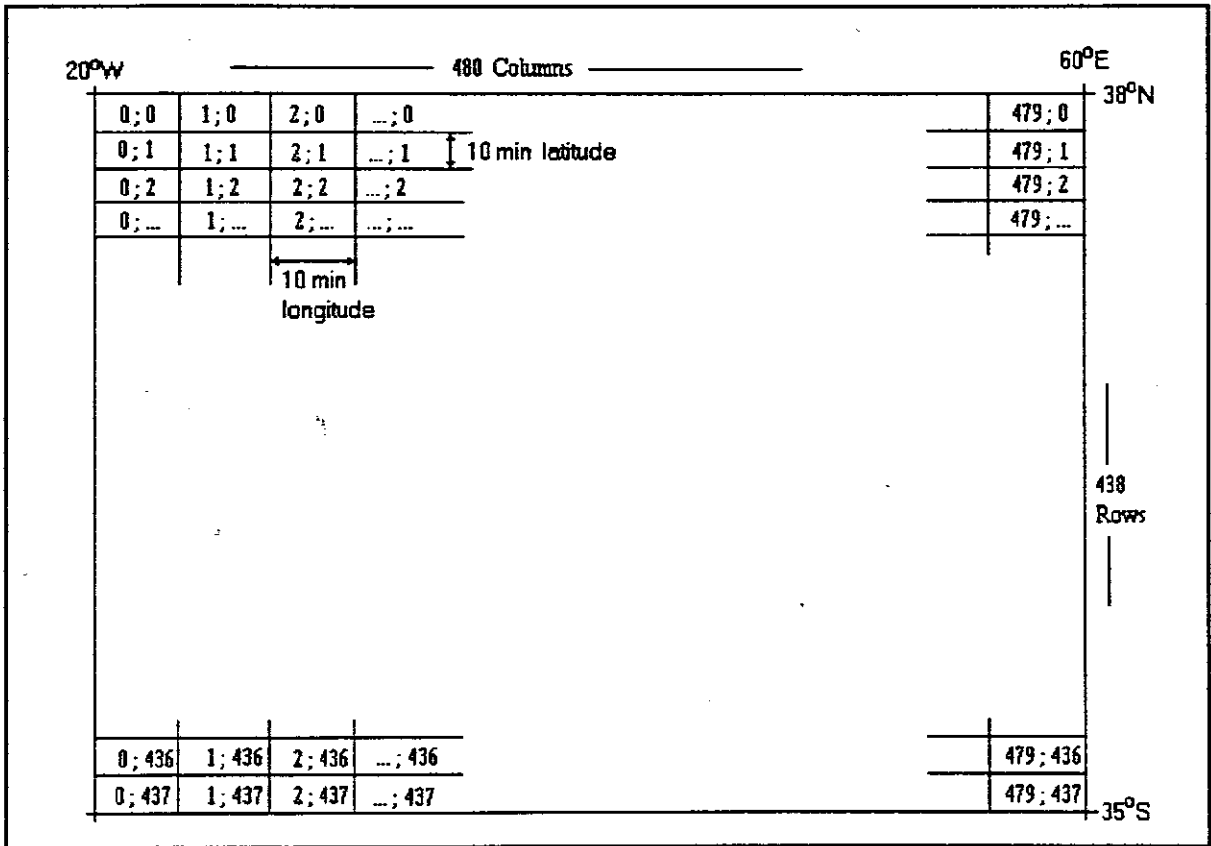 20°W 480 Columns 60°E
38°N
0;0 1;0 2;0 ...;0 479;0
0;1 1;1 2;1 ...;1 10 min latitude 479;1
0;2 1;2 2;2 ...;2 479;2
0;... 1;... 2;... ...;... 479;...
10 min
longitude
438
Rows
0;436 1;436 2;436 ...;436 479;436
0;437 1;437 2;437 ...;437 479;437
35°S